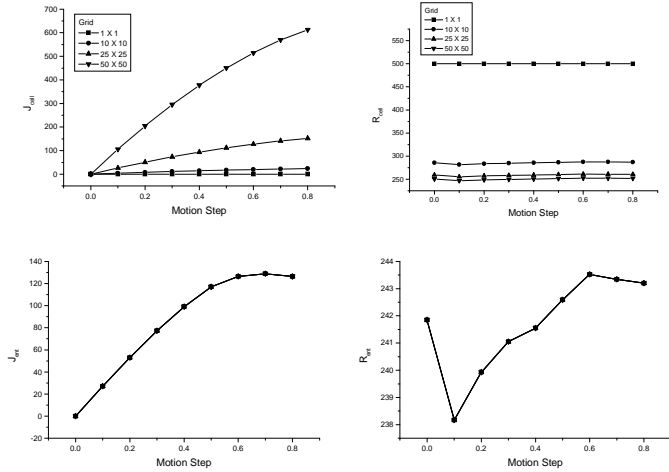 Grid
1 X 1
10 X 10
25 X 25
50 X 50
700
600
500
400
300
200
100
0
J_cell
0.0 0.2 0.4 0.6 0.8
Motion Step
Grid
1 X 1
10 X 10
25 X 25
50 X 50
550
500
450
400
350
300
250
R_cell
0.0 0.2 0.4 0.6 0.8
Motion Step
140
120
100
80
60
40
20
0
-20
J_ent
0.0 0.2 0.4 0.6 0.8
Motion Step
244
243
242
241
240
239
238
R_ent
0.0 0.2 0.4 0.6 0.8
Motion Step